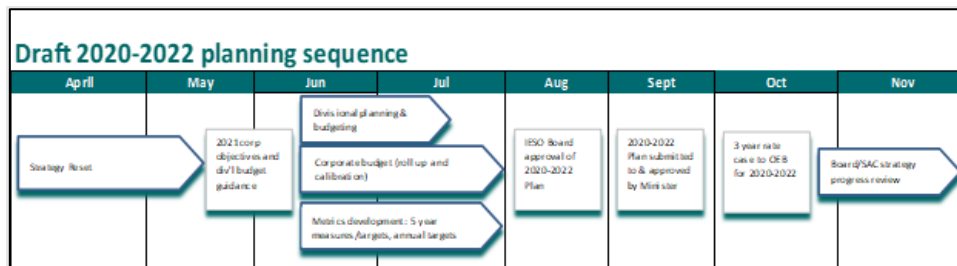 Draft 2020-2022 planning sequence
April
May
Jun
Jul
Aug
Sept
Oct
Nov
Strategy Reset
2021 corp
objectives and
div'l budget
guidance
Divisional planning &
budgeting
Corporate budget (roll up and
calibration)
Metrics development: 5 year
measures/targets, annual targets
IESO Board
approval of
2020-2022
Plan
2020-2022
Plan submitted
to & approved
by Minister
3 year rate
case to OEB
for 2020-2022
Board/SAC strategy
progress review